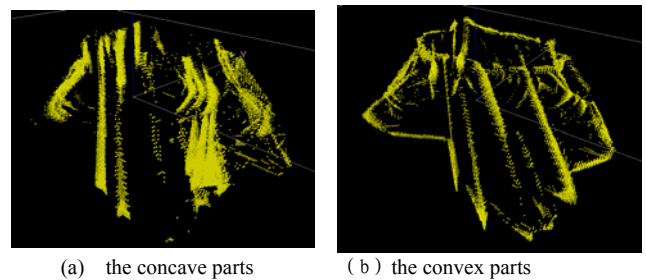 Y
(a) the concave parts
( b ) the convex parts